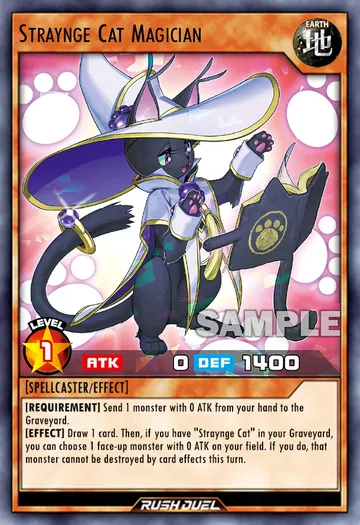 Straynge Cat Magician
EARTH
地
SAMPLE
LEVEL
1
ATK 0 DEF 1400
[SPELLCASTER/EFFECT]
[REQUIREMENT] Send 1 monster with 0 ATK from your hand to the
Graveyard.
[EFFECT] Draw 1 card. Then, if you have "Straynge Cat" in your Graveyard,
you can choose 1 face-up monster with 0 ATK on your field. If you do, that
monster cannot be destroyed by card effects this turn.
RUSH DUEL